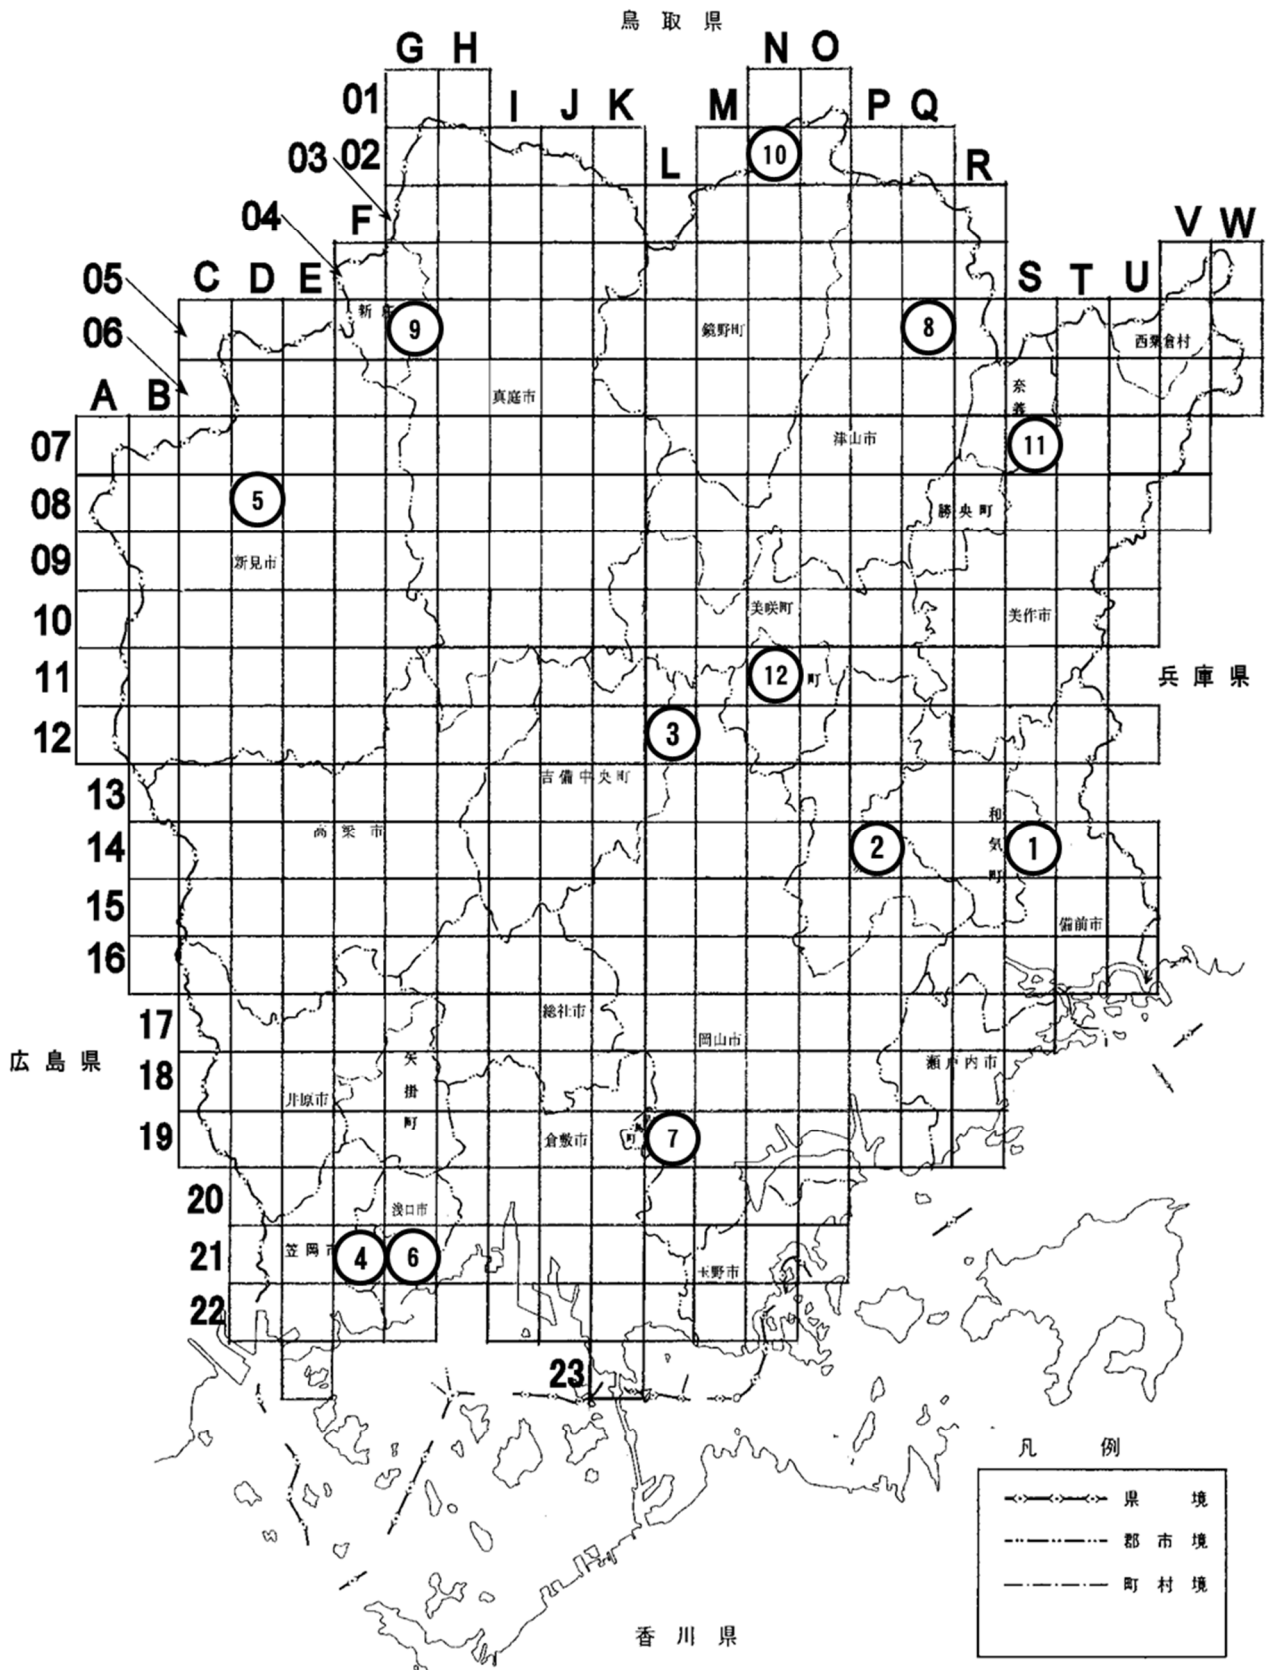 鳥取県
G H N O
01 I J K M P Q
03 02 L 10 R
04 F V W
05 C D E S T U
新 9 鏡野町 8 西粟倉村
06
A B 真庭市 奈義
07 津山市 11
08 5 勝央町
09 新見市
10 美咲町 美作市
11 12 町 兵庫県
12 3
13 吉備中央町 和気町
14 高梁市 2 1
15 備前市
16
17 総社市 岡山市
広島県
18 矢掛町 瀬戸内市
井原市
19 倉敷市 町 7
20 浅口市
21 笠岡市 4 6 玉野市
22
23
凡例
県境
郡市境
町村境
香川県